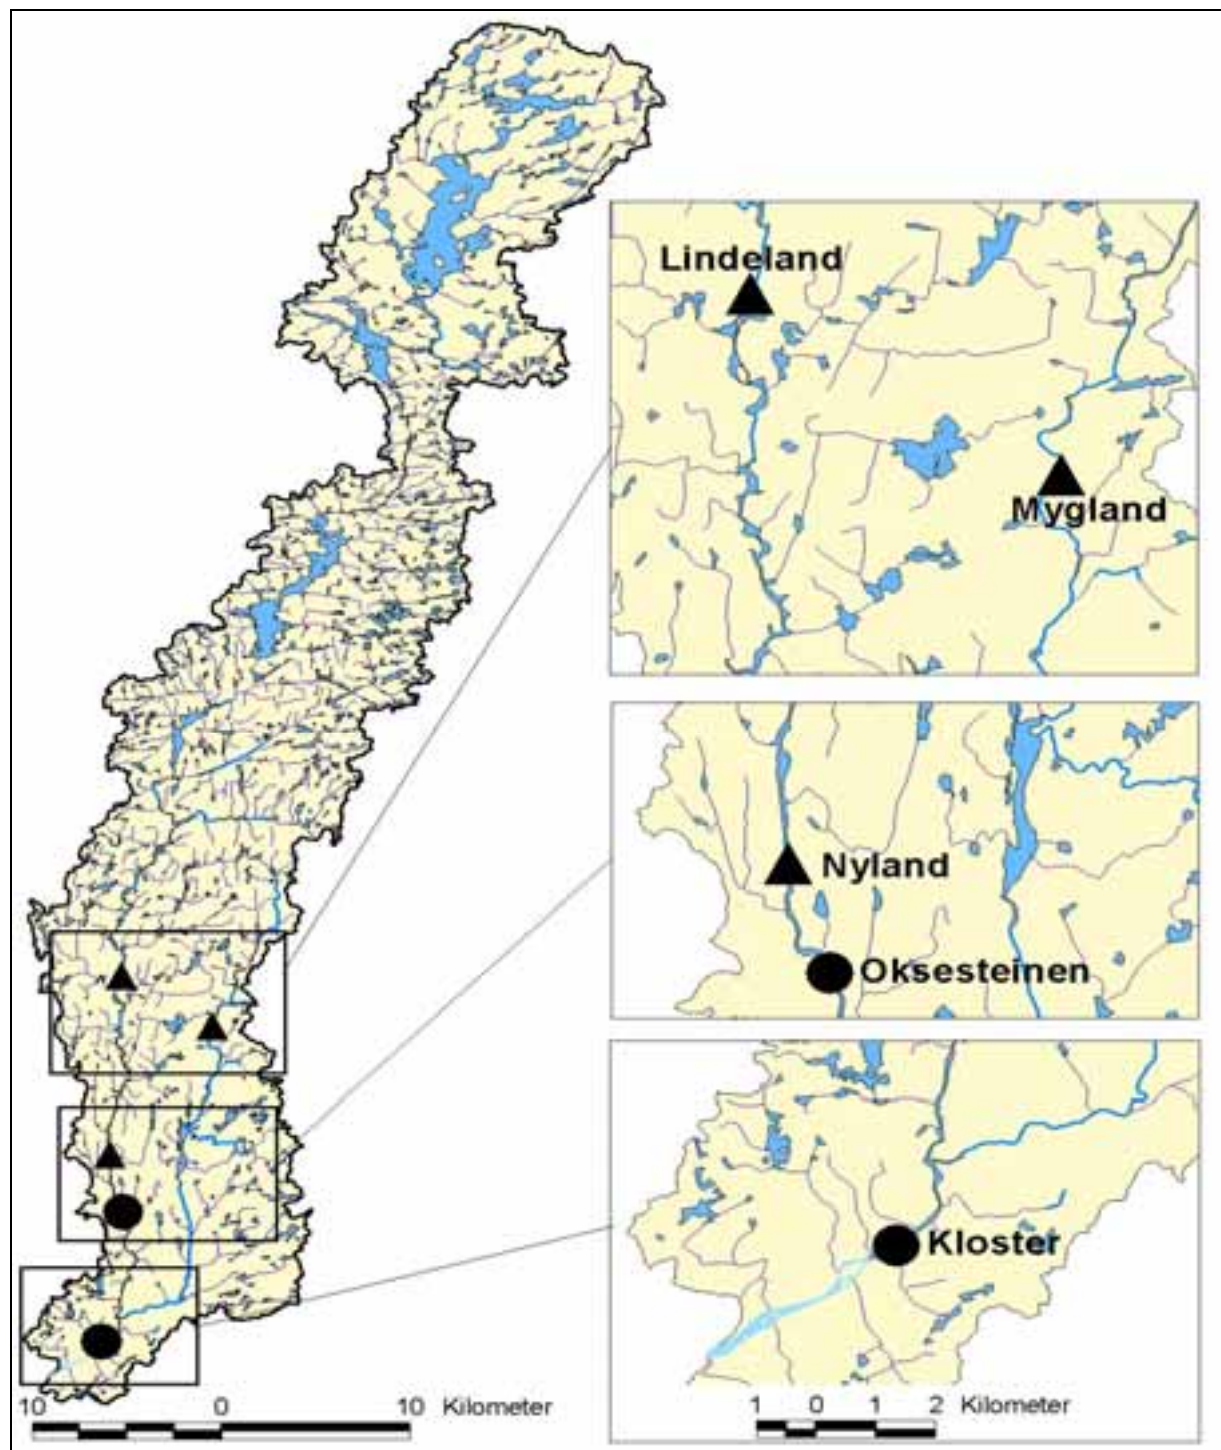 Lindeland
Mygland
Nyland
Oksesteinen
Kloster
10 0 10 Kilometer
1 0 1 2 Kilometer